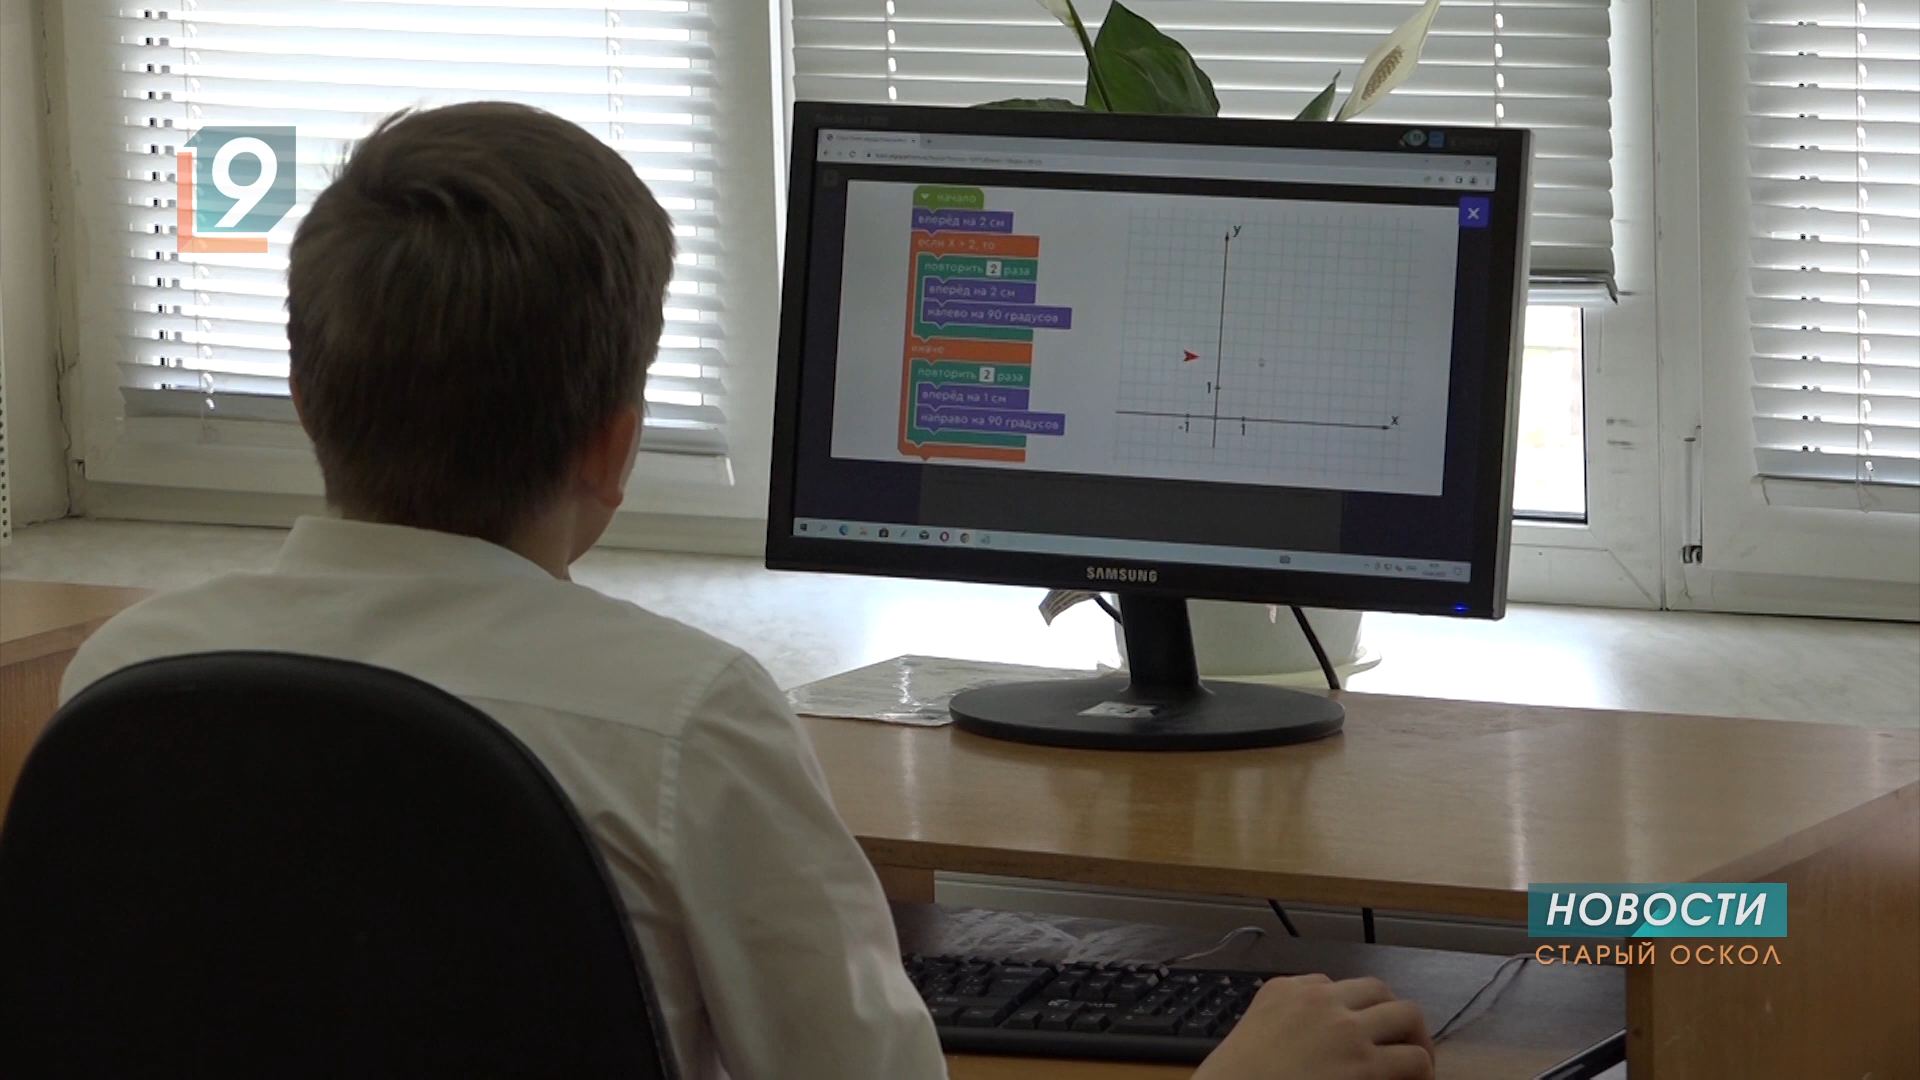 9
начало
вперёд на 2 см
если X = 2, то
повторить 2 раза
вперёд на 2 см
налево на 90 градусов
иначе
повторить 2 раза
вперёд на 1 см
направо на 90 градусов
y
1
-1
1
x
SAMSUNG
НОВОСТИ
СТАРЫЙ ОСКОЛ